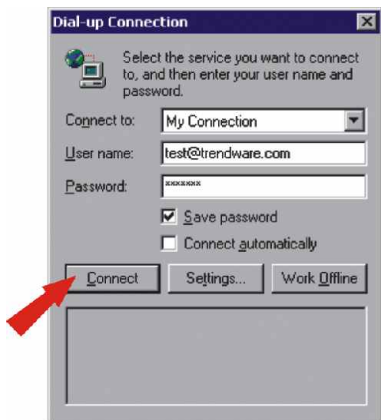 Dial-up Connection
Select the service you want to connect
to, and then enter your user name and
password.
Connect to: My Connection
User name: test@trendware.com
Password: xxxxxxx
Save password
Connect automatically
Connect Settings... Work Offline